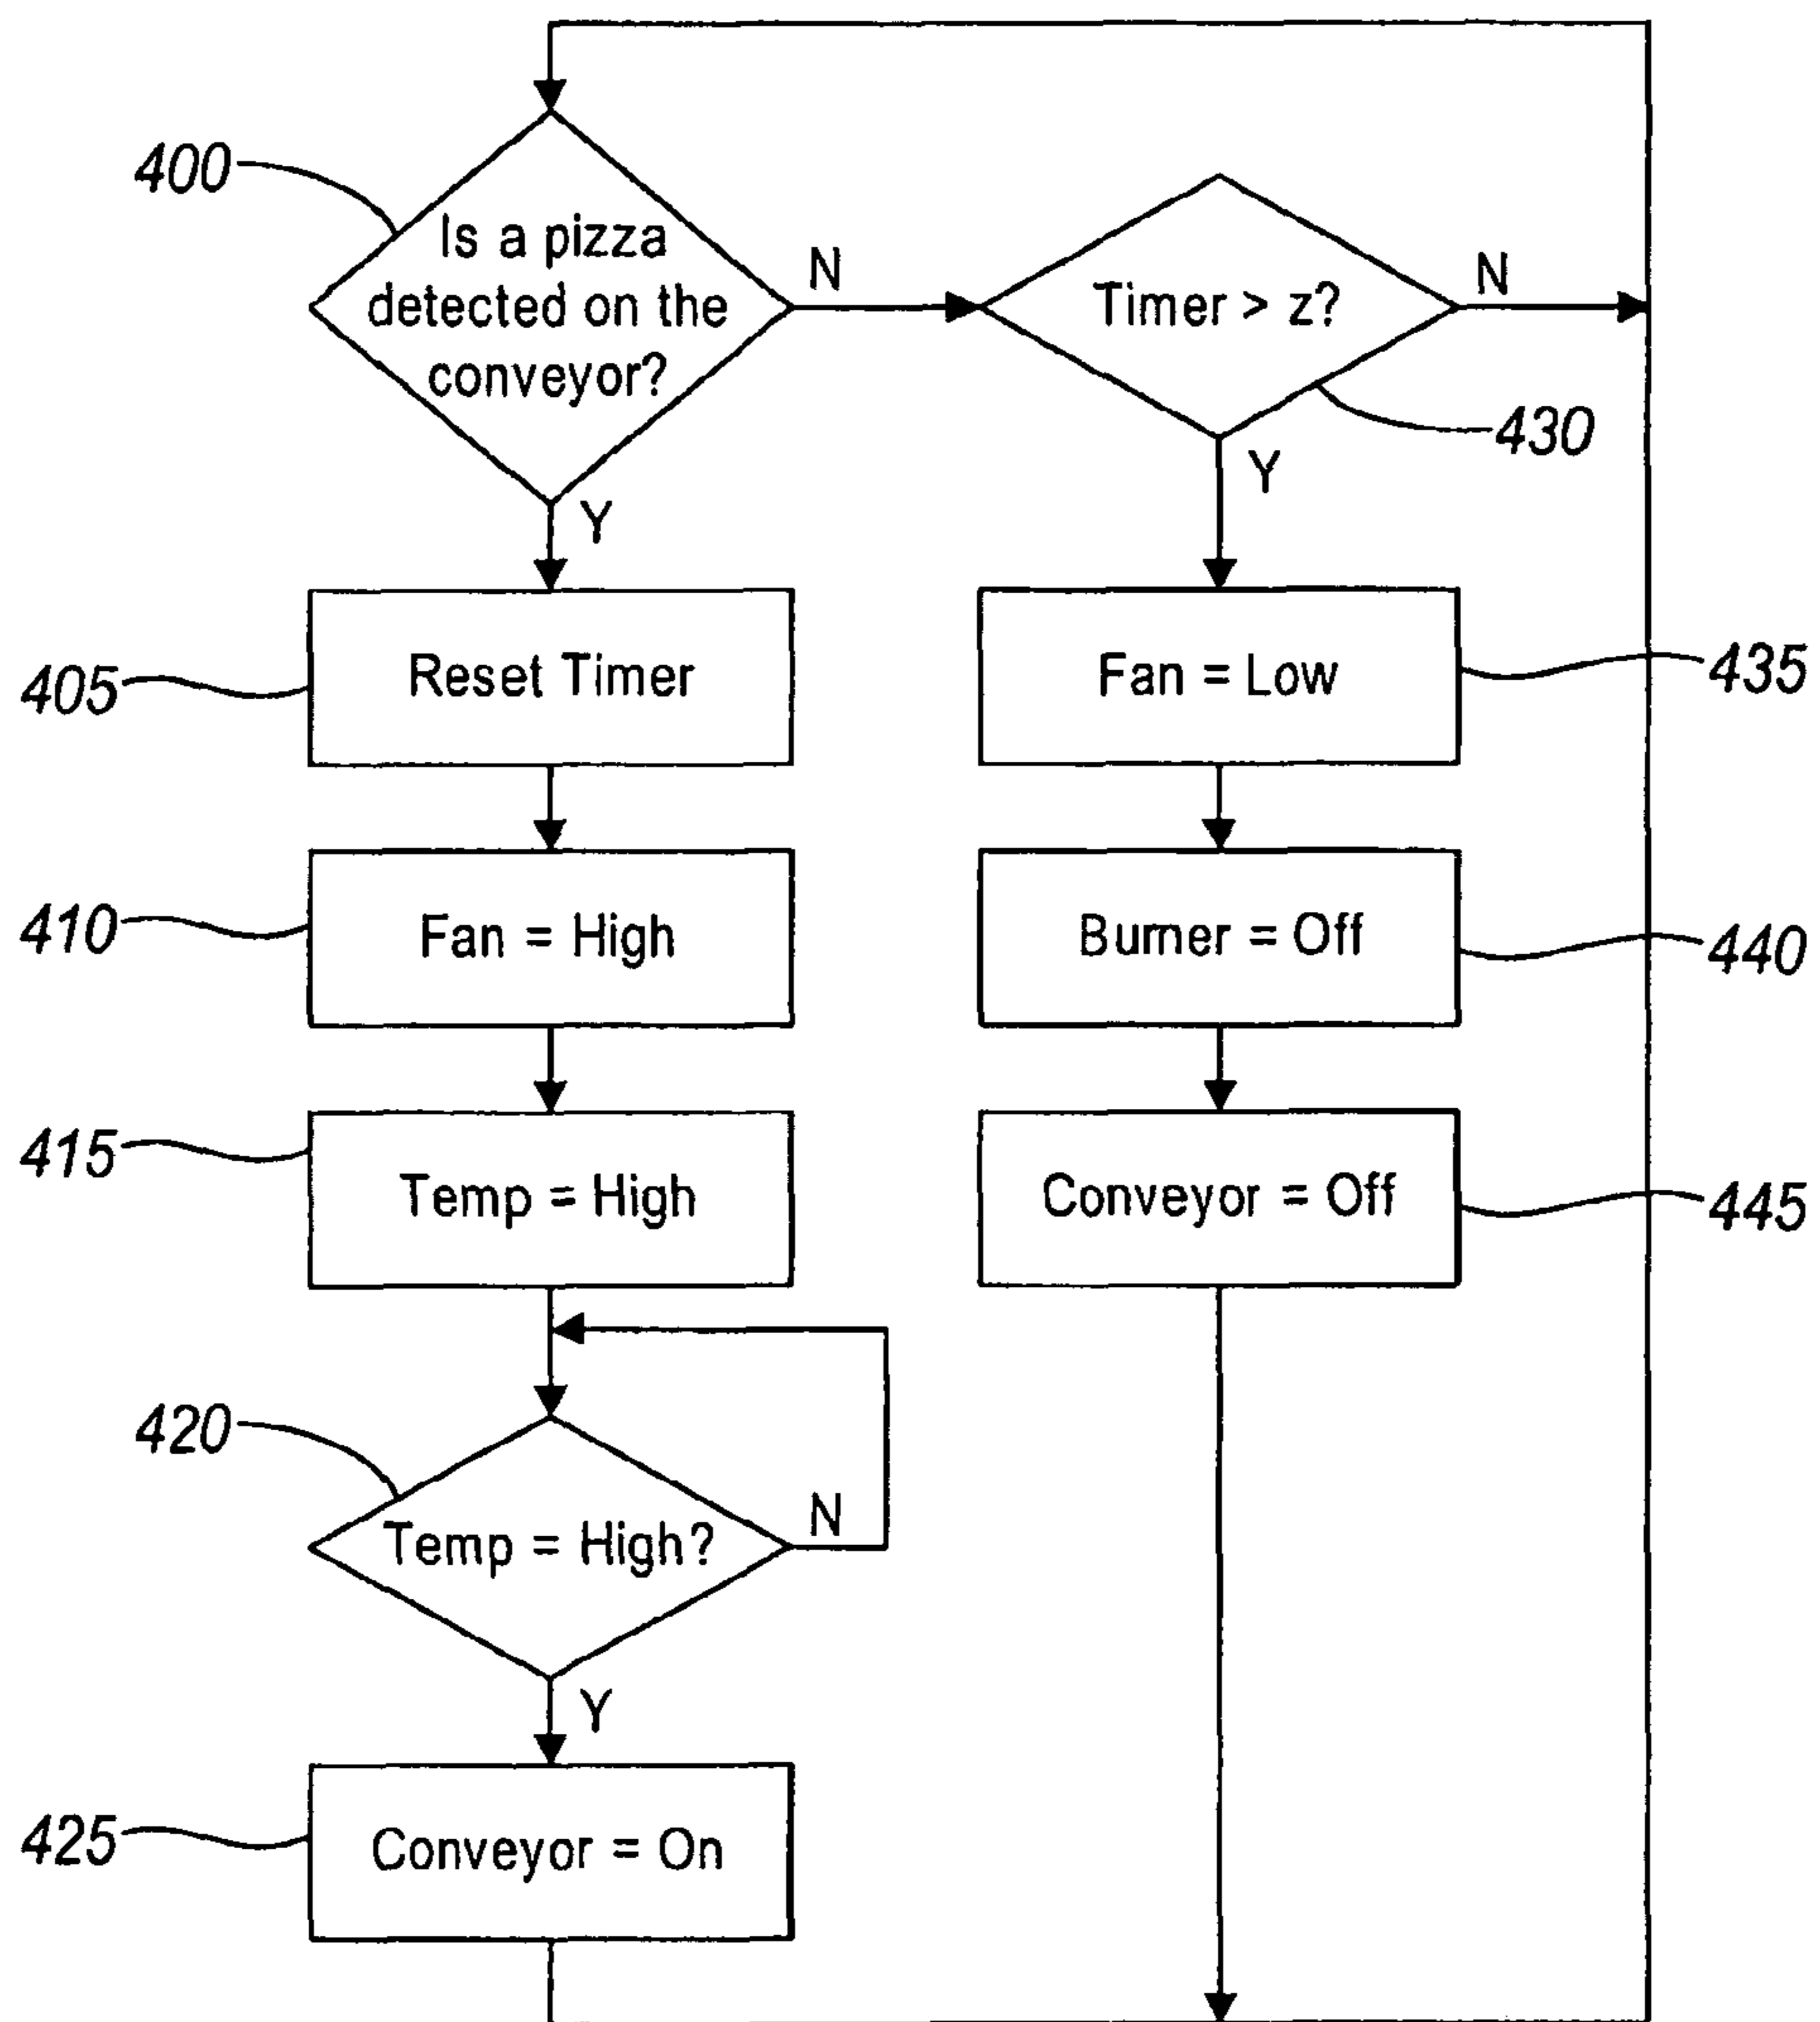 400
Is a pizza
detected on the
conveyor?
N
Timer > z?
N
430
Y
Y
405
Reset Timer
Fan = Low
435
410
Fan = High
Burner = Off
440
415
Temp = High
Conveyor = Off
445
420
Temp = High?
N
Y
425
Conveyor = On